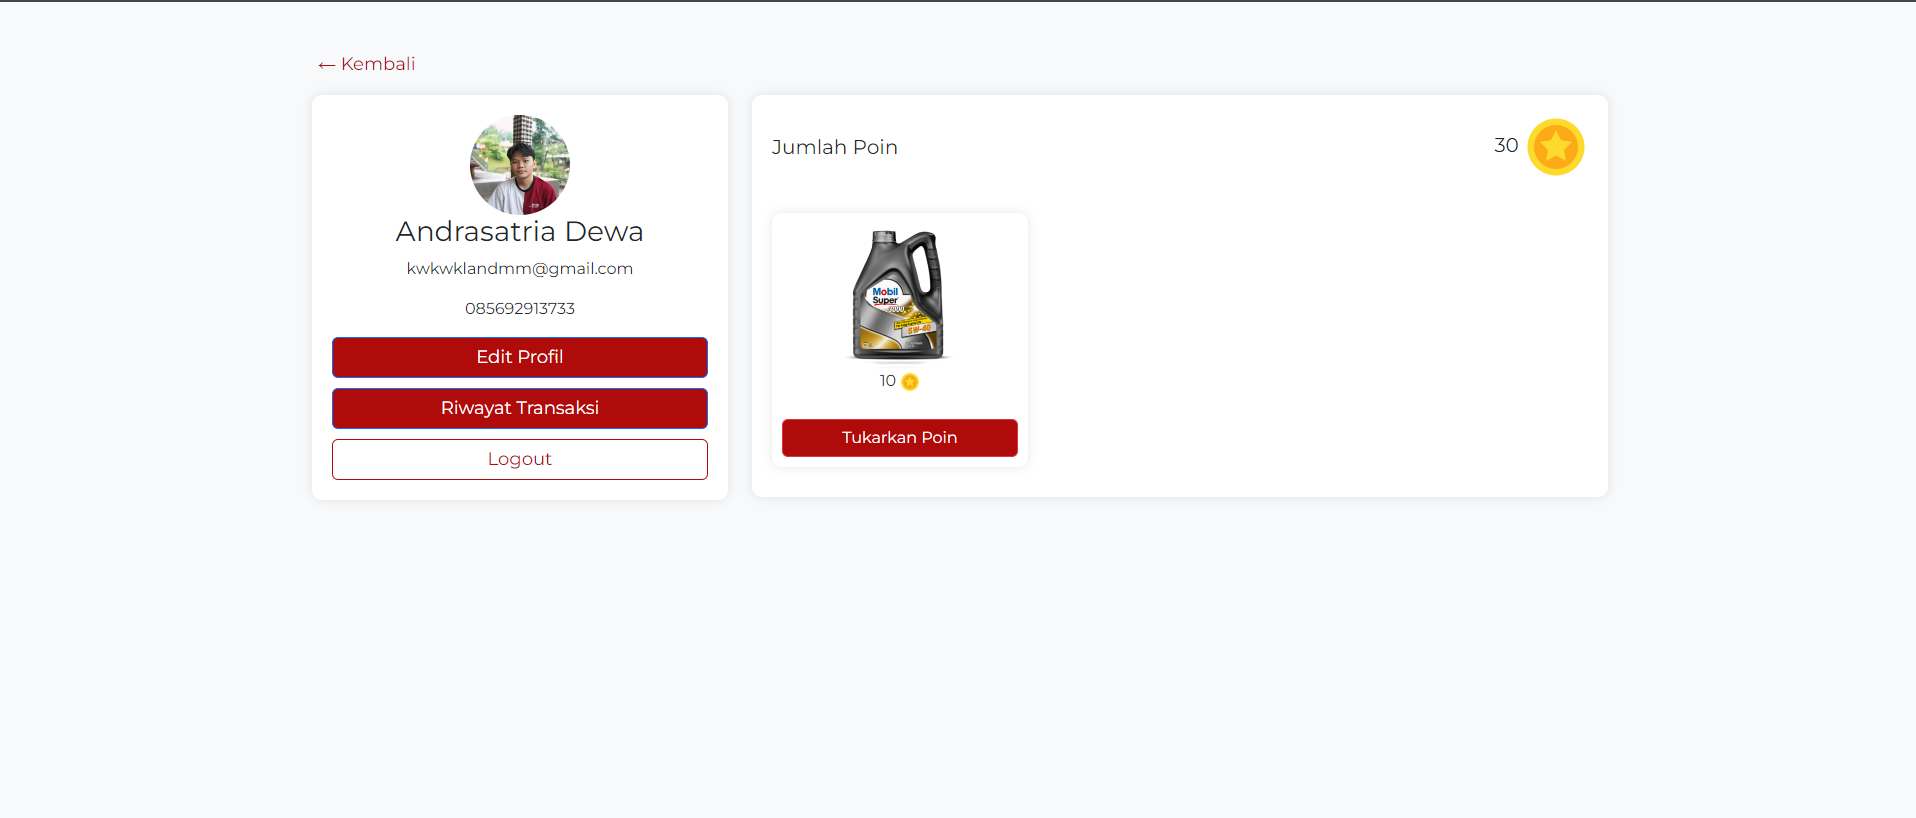 ← Kembali
Andrasatria Dewa
kwkwklandmm@gmail.com
085692913733
Edit Profil
Riwayat Transaksi
Logout
Jumlah Poin
30
Mobil
Super
3000
5W-40
10
Tukarkan Poin